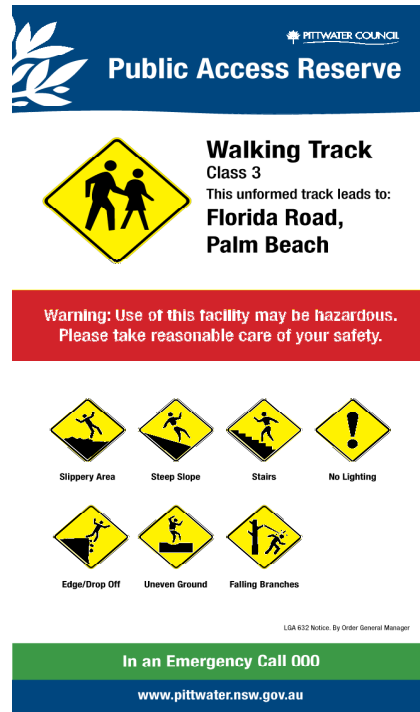 PITTWATER COUNCIL
Public Access Reserve
Walking Track
Class 3
This unformed track leads to:
Florida Road,
Palm Beach
Warning: Use of this facility may be hazardous.
Please take reasonable care of your safety.
Slippery Area
Steep Slope
Stairs
No Lighting
Edge/Drop Off
Uneven Ground
Falling Branches
LGA 632 Notice. By Order General Manager
In an Emergency Call 000
www.pittwater.nsw.gov.au